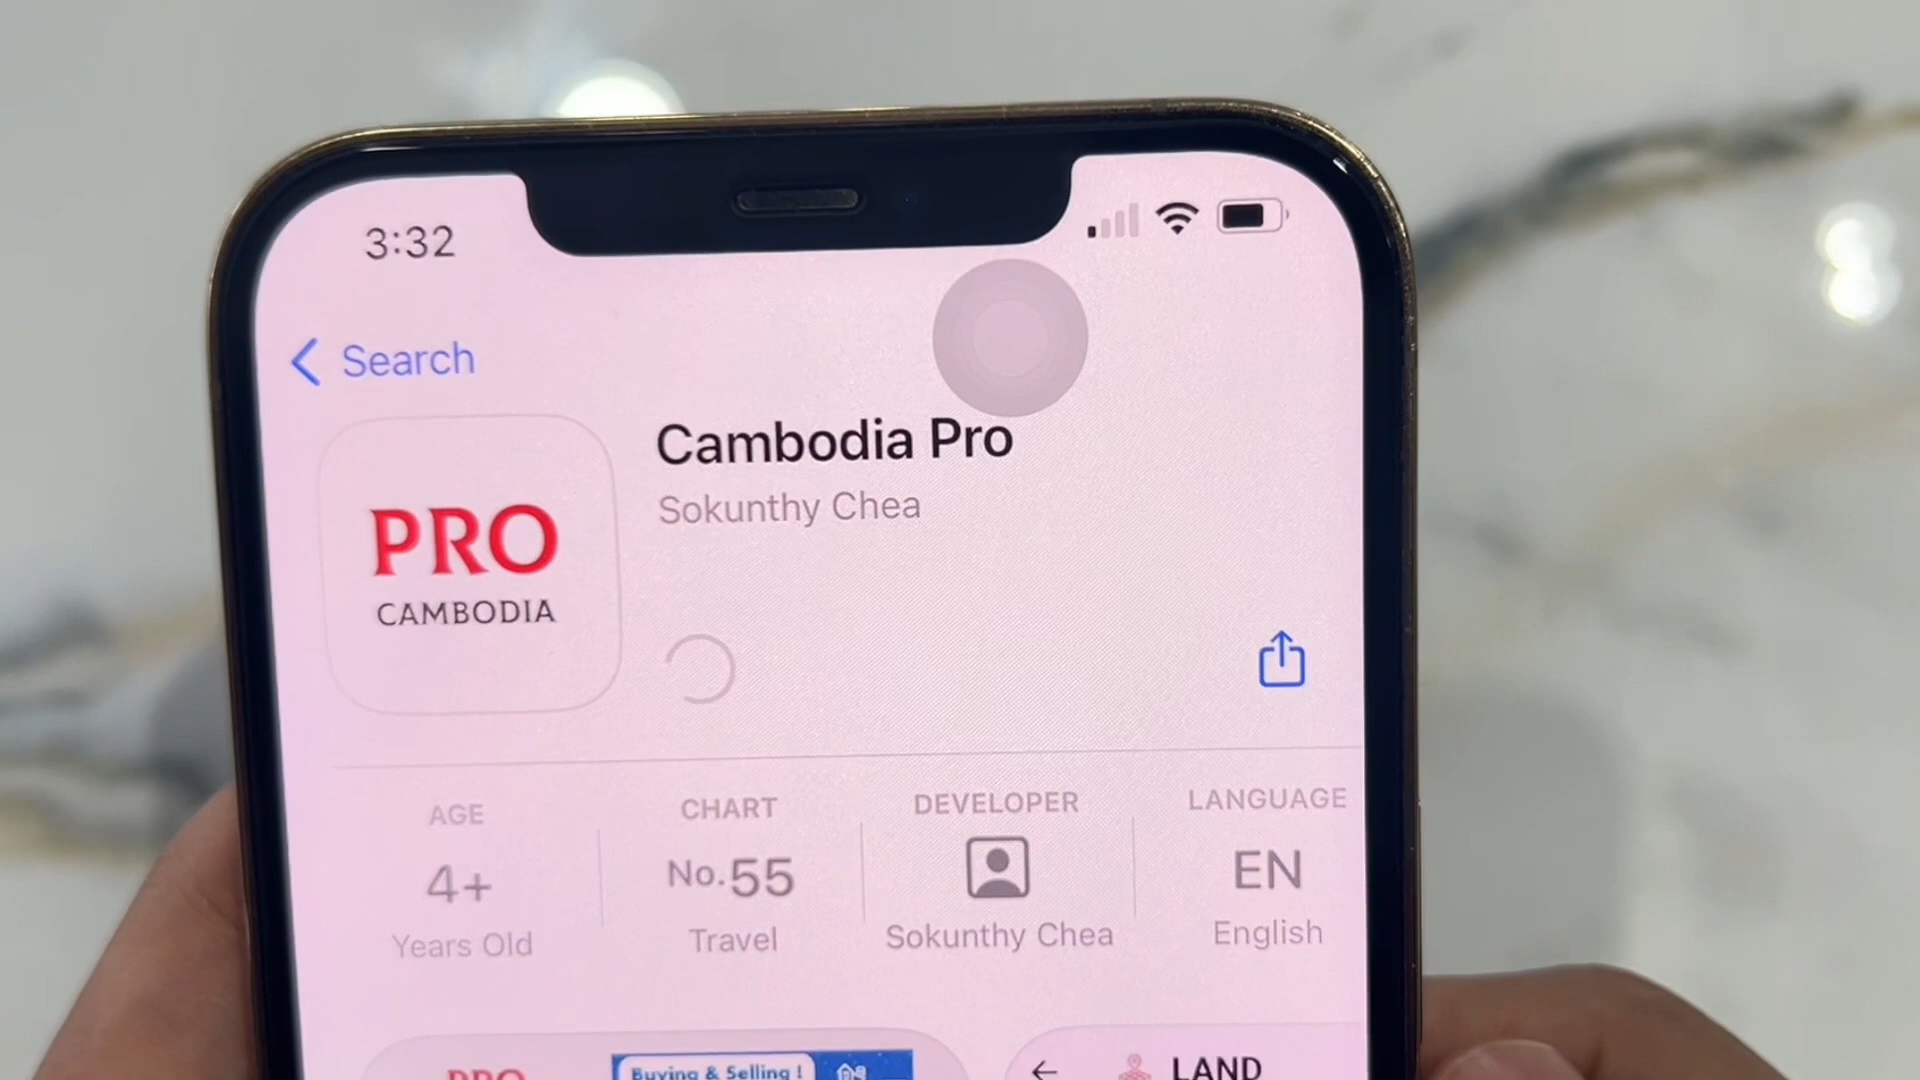 3:32
Search
Cambodia Pro
Sokunthy Chea
PRO
CAMBODIA
AGE
4+
Years Old
CHART
No.55
Travel
DEVELOPER
Sokunthy Chea
LANGUAGE
EN
English
PRO
Buying & Selling !
LAND